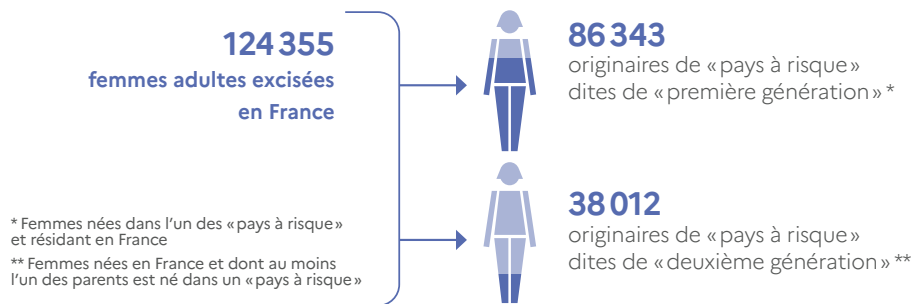 124 355
femmes adultes excisées
en France
86 343
originaires de « pays à risque »
dites de « première génération » *
38 012
originaires de « pays à risque »
dites de « deuxième génération » **
* Femmes nées dans l’un des « pays à risque »
et résidant en France
** Femmes nées en France et dont au moins
l’un des parents est né dans un « pays à risque »